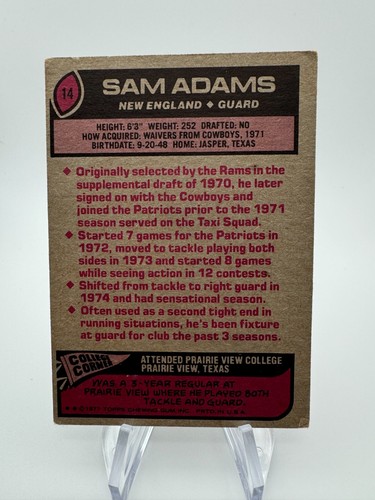 14
SAM ADAMS
NEW ENGLAND ◆ GUARD
HEIGHT: 6'3" WEIGHT: 252 DRAFTED: NO
HOW ACQUIRED: WAIVERS FROM COWBOYS, 1971
BIRTHDATE: 9-20-48 HOME: JASPER, TEXAS
◆ Originally selected by the Rams in the
supplemental draft of 1970, he later
signed on with the Cowboys and
joined the Patriots prior to the 1971
season served on the Taxi Squad.
◆ Started 7 games for the Patriots in
1972, moved to tackle playing both
sides in 1973 and started 8 games
while seeing action in 12 contests.
◆ Shifted from tackle to right guard in
1974 and had sensational season.
◆ Often used as a second tight end in
running situations, he's been fixture
at guard for club the past 3 seasons.
COLLEGE
CORNER
ATTENDED PRAIRIE VIEW COLLEGE
PRAIRIE VIEW, TEXAS
WAS A 3-YEAR REGULAR AT
PRAIRIE VIEW WHERE HE PLAYED BOTH
TACKLE AND GUARD.
© 1977 TOPPS CHEWING GUM, INC. PRTD. IN U.S.A.